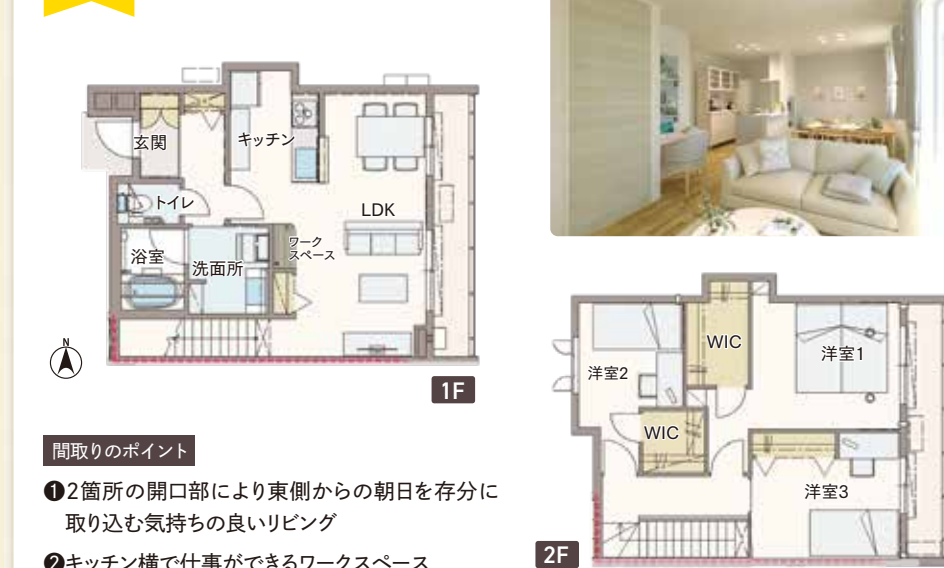 玄関
キッチン
トイレ
LDK
浴室
洗面所
ワーク
スペース
N
1F
WIC
洋室1
洋室2
WIC
洋室3
2F
間取りのポイント
❶2箇所の開口部により東側からの朝日を存分に
取り込む気持ちの良いリビング
❷キッチン横で仕事ができるワークスペース